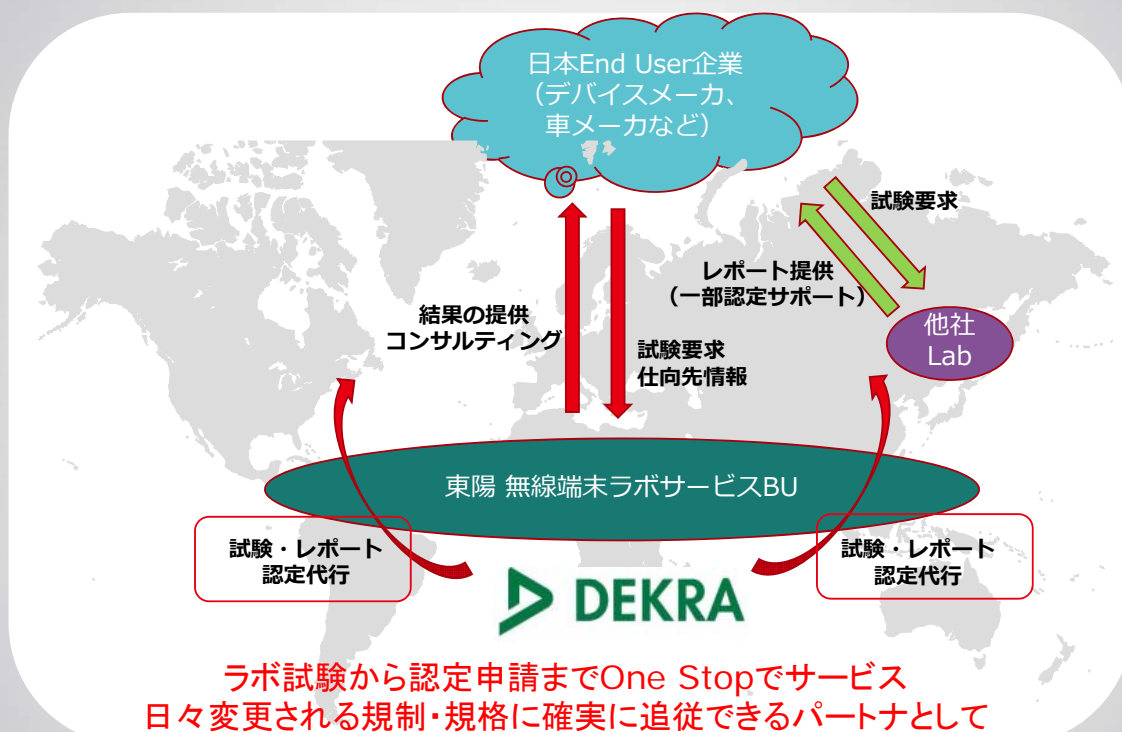 日本End User企業
（デバイスメーカ、
車メーカなど）
試験要求
レポート提供
（一部認定サポート）
他社
Lab
結果の提供
コンサルティング
試験要求
仕向先情報
東陽 無線端末ラボサービスBU
試験・レポート
認定代行
試験・レポート
認定代行
DEKRA
ラボ試験から認定申請までOne Stopでサービス
日々変更される規制・規格に確実に追従できるパートナとして